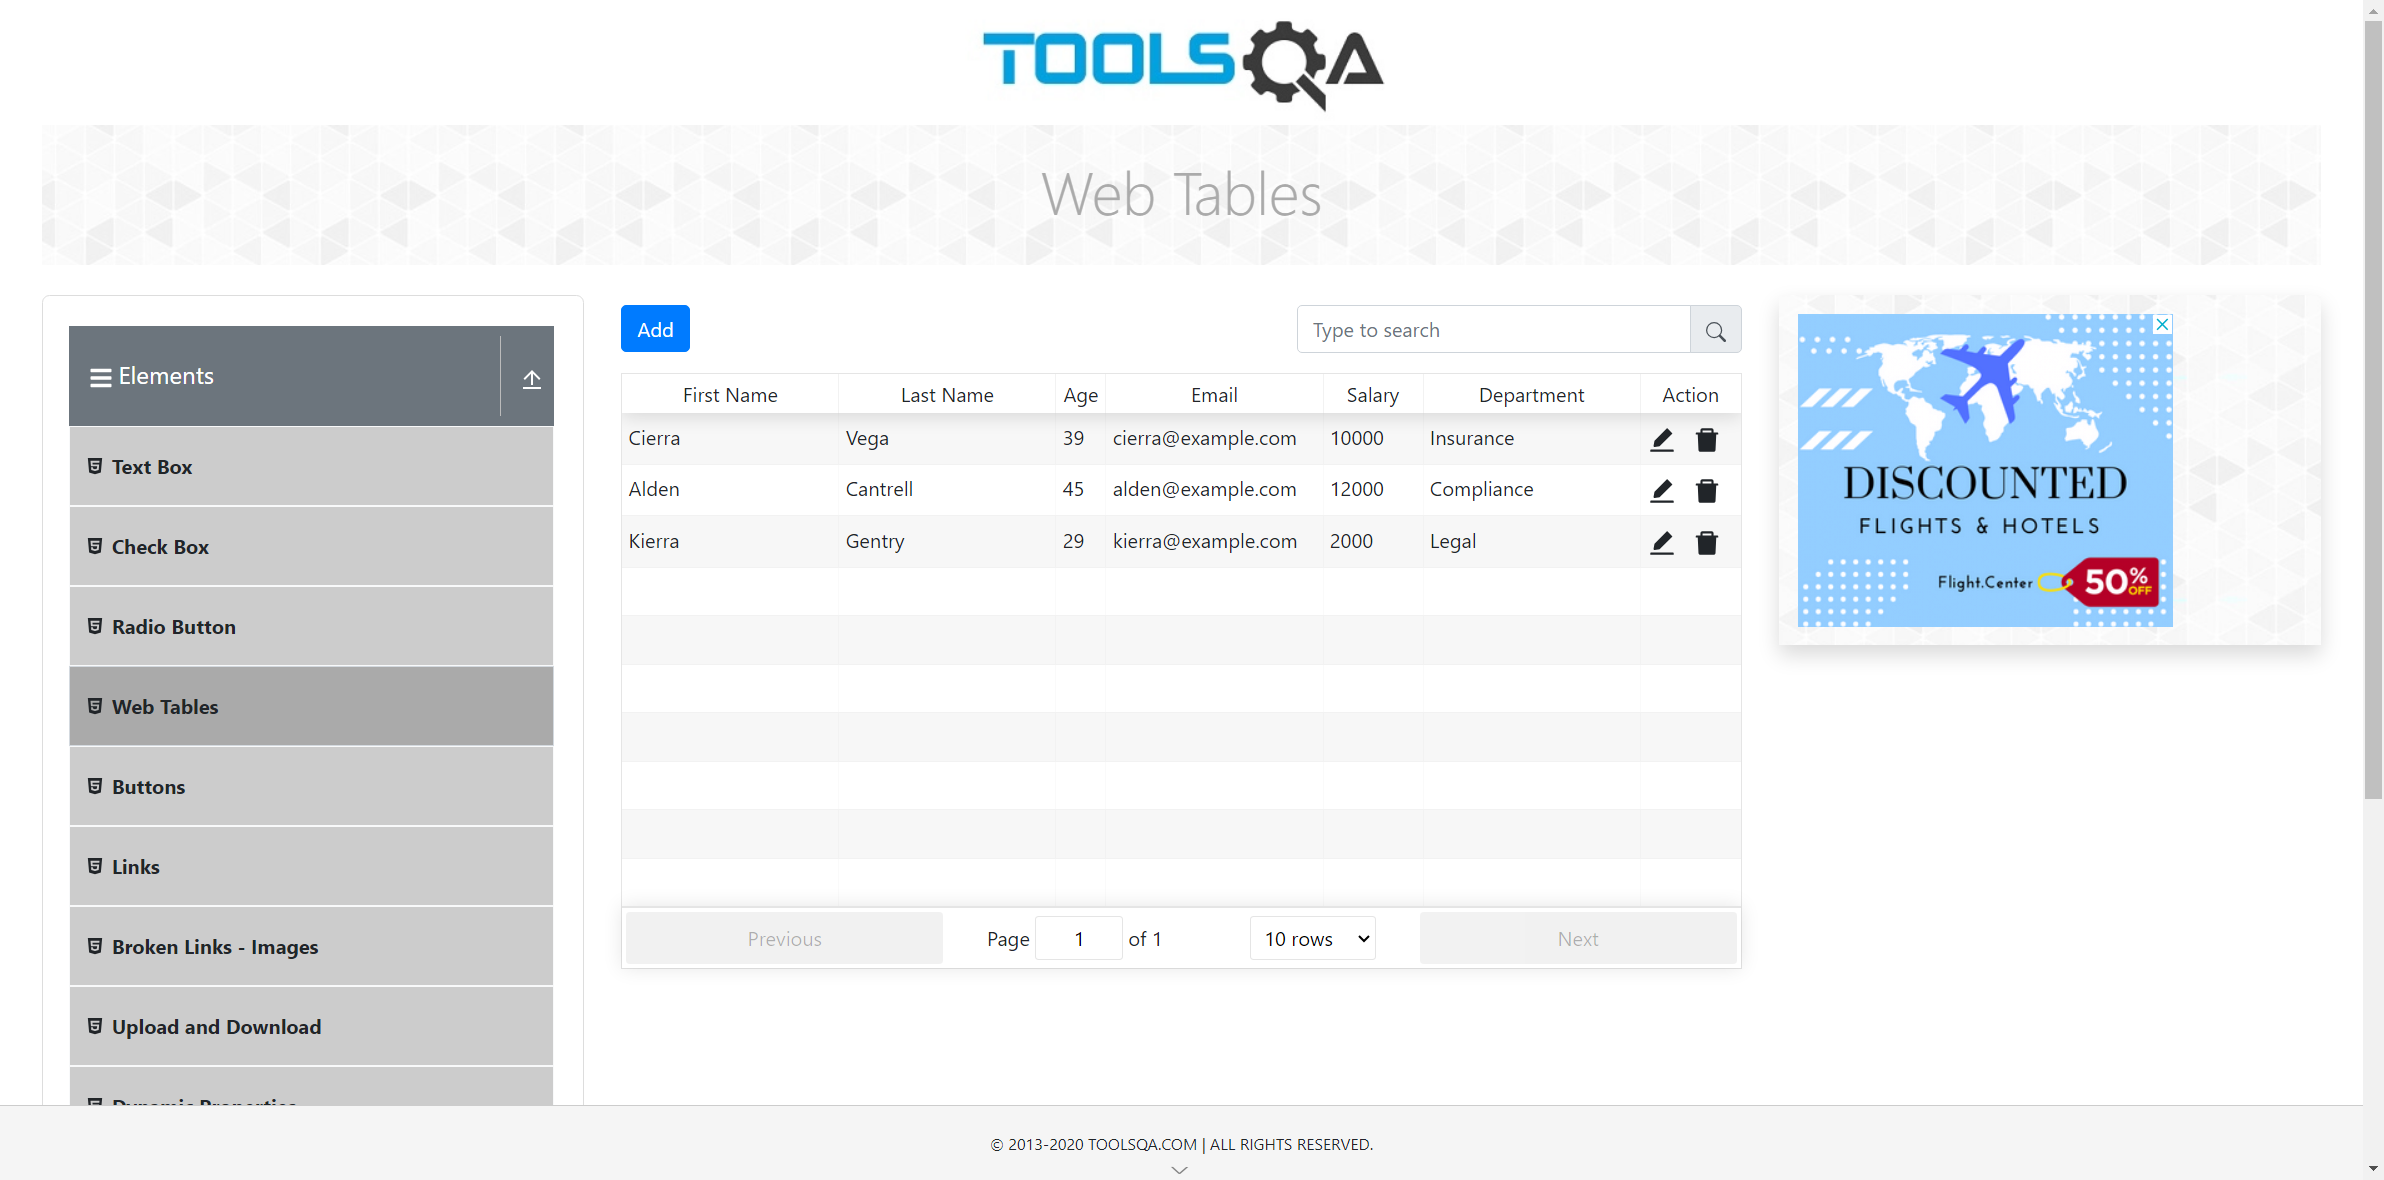 TOOLSQA
Web Tables
Elements
Text Box
Check Box
Radio Button
Web Tables
Buttons
Links
Broken Links - Images
Upload and Download
Dynamic Properties
Add
Type to search
First Name Last Name Age Email Salary Department Action
Cierra Vega 39 cierra@example.com 10000 Insurance
Alden Cantrell 45 alden@example.com 12000 Compliance
Kierra Gentry 29 kierra@example.com 2000 Legal
Previous Page 1 of 1 10 rows Next
DISCOUNTED
FLIGHTS & HOTELS
Flight.Center 50% OFF
© 2013-2020 TOOLSQA.COM | ALL RIGHTS RESERVED.